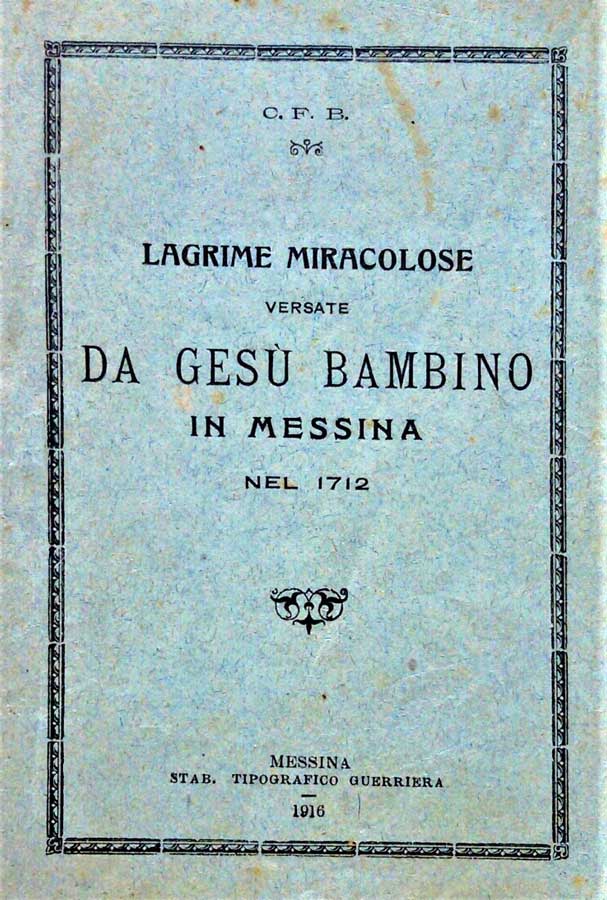 C. F. B.
LAGRIME MIRACOLOSE
VERSATE
DA GESÙ BAMBINO
IN MESSINA
NEL 1712
MESSINA
STAB. TIPOGRAFICO GUERRIERA
1916